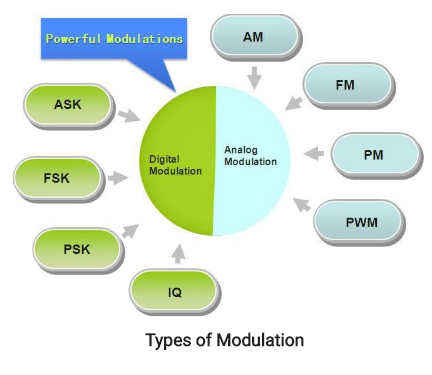 Powerful Modulations
AM
FM
ASK
Digital
Modulation
Analog
Modulation
PM
FSK
PWM
PSK
IQ
Types of Modulation